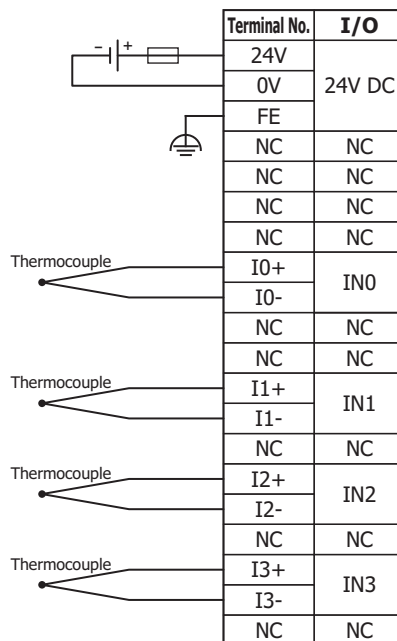 Terminal No. I/O
− + 24V
0V 24V DC
FE
NC NC
NC NC
NC NC
NC NC
Thermocouple I0+
IN0
I0-
NC NC
NC NC
Thermocouple I1+
IN1
I1-
NC NC
Thermocouple I2+
IN2
I2-
NC NC
Thermocouple I3+
IN3
I3-
NC NC